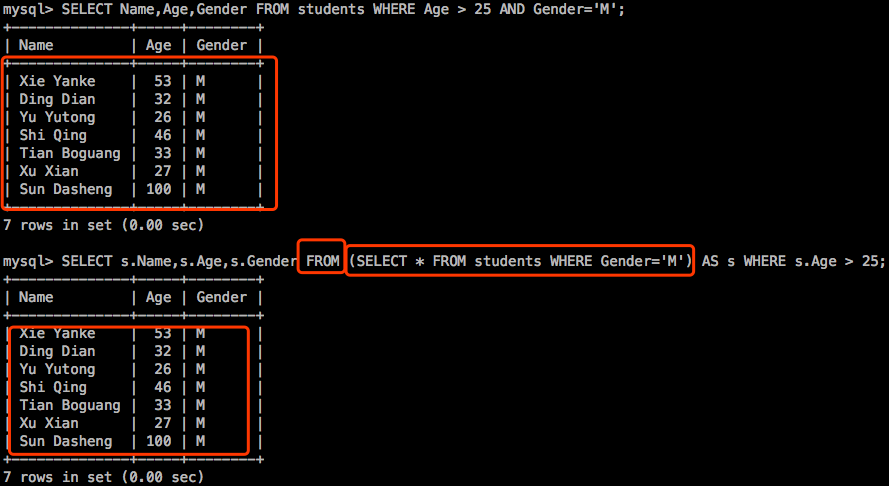 mysql> SELECT Name,Age,Gender FROM students WHERE Age > 25 AND Gender='M';
+---------------+-----+--------+
| Name          | Age | Gender |
+---------------+-----+--------+
| Xie Yanke     |  53 | M      |
| Ding Dian     |  32 | M      |
| Yu Yutong     |  26 | M      |
| Shi Qing      |  46 | M      |
| Tian Boguang  |  33 | M      |
| Xu Xian       |  27 | M      |
| Sun Dasheng   | 100 | M      |
+---------------+-----+--------+
7 rows in set (0.00 sec)
mysql> SELECT s.Name,s.Age,s.Gender FROM (SELECT * FROM students WHERE Gender='M') AS s WHERE s.Age > 25;
+---------------+-----+--------+
| Name          | Age | Gender |
+---------------+-----+--------+
| Xie Yanke     |  53 | M      |
| Ding Dian     |  32 | M      |
| Yu Yutong     |  26 | M      |
| Shi Qing      |  46 | M      |
| Tian Boguang  |  33 | M      |
| Xu Xian       |  27 | M      |
| Sun Dasheng   | 100 | M      |
+---------------+-----+--------+
7 rows in set (0.00 sec)